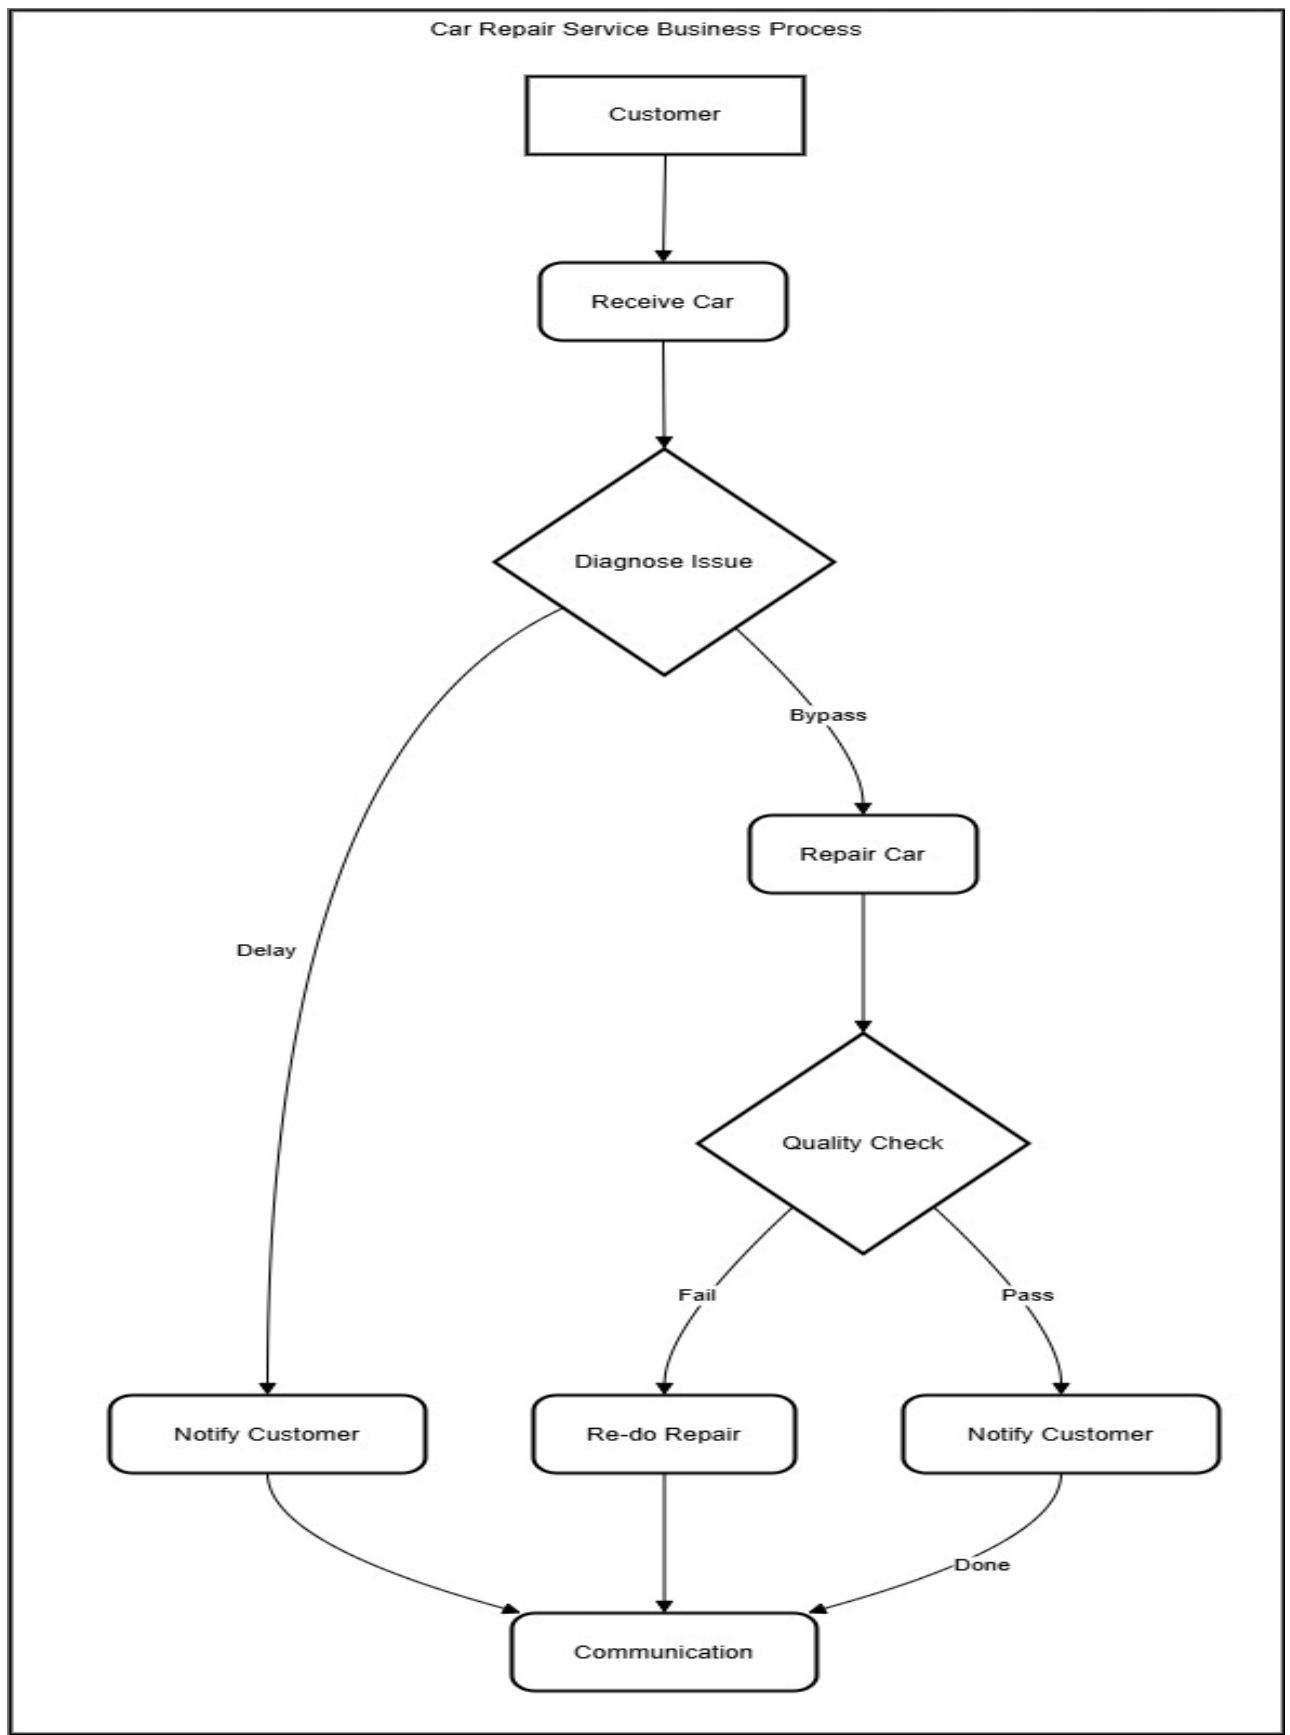 Car Repair Service Business Process
Customer
Receive Car
Diagnose Issue
Bypass
Repair Car
Delay
Quality Check
Fail
Pass
Notify Customer
Re-do Repair
Notify Customer
Done
Communication